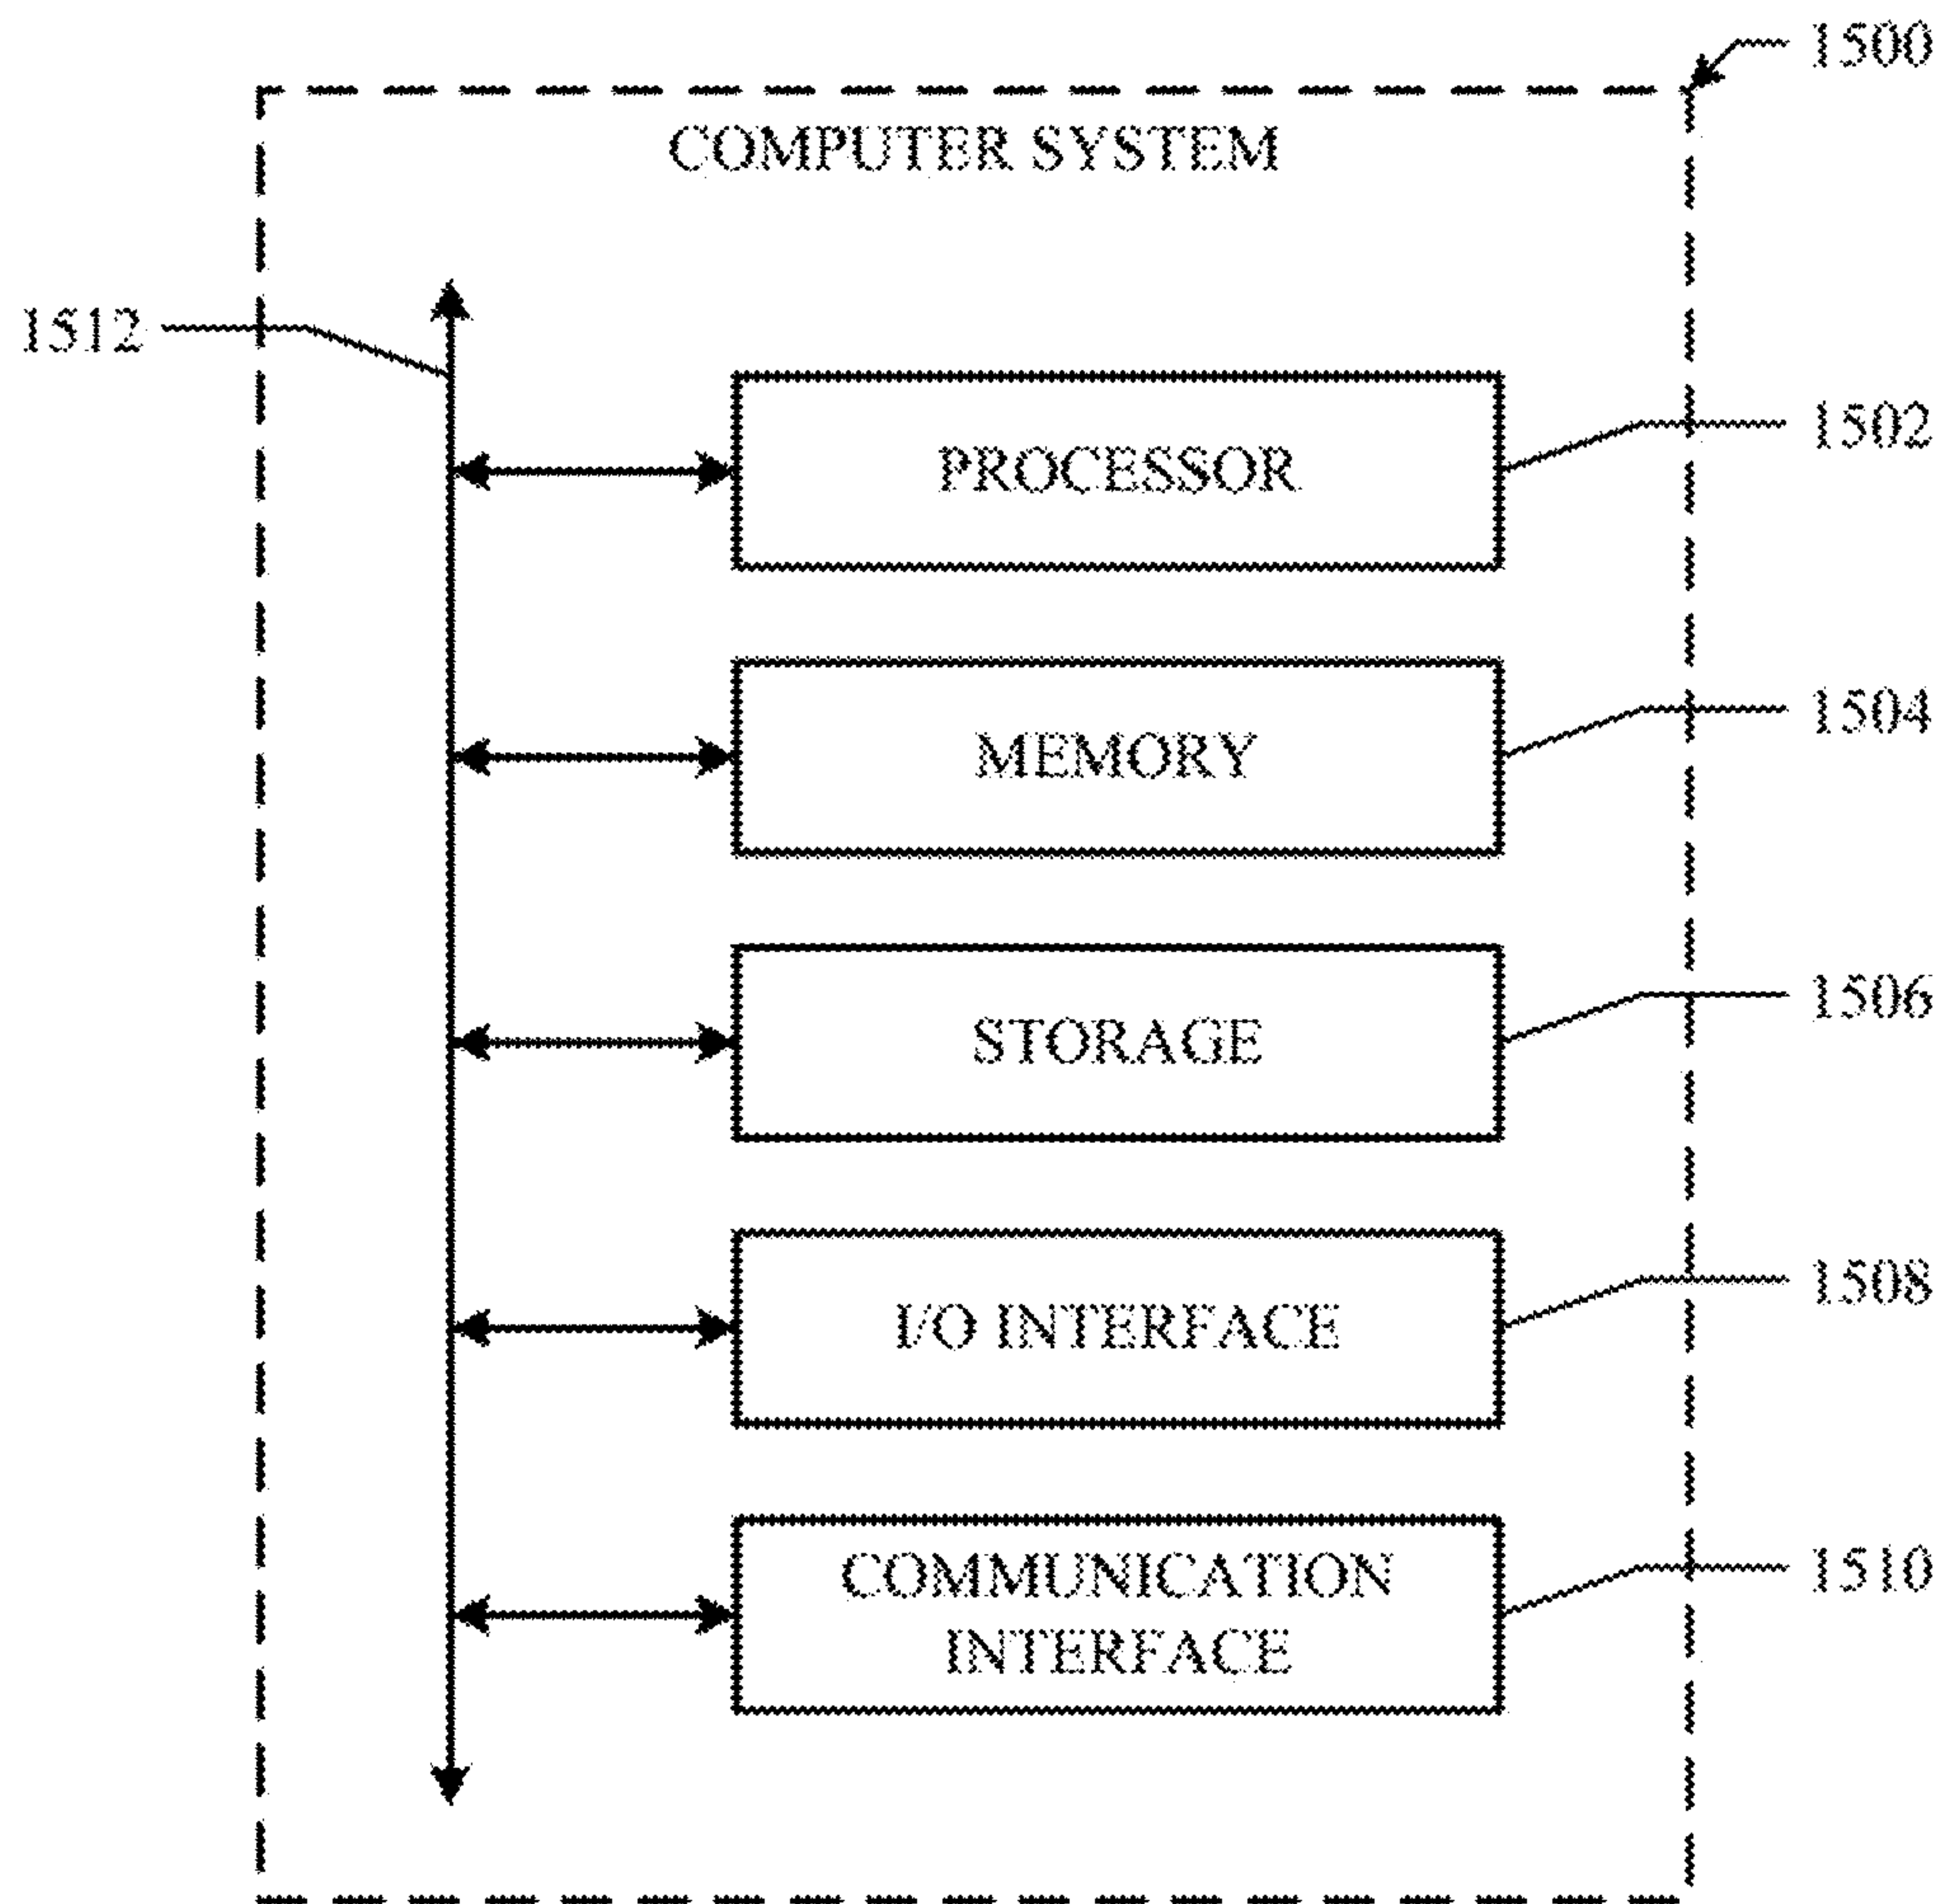 1500
COMPUTER SYSTEM
1512
PROCESSOR
1502
MEMORY
1504
STORAGE
1506
I/O INTERFACE
1508
COMMUNICATION
INTERFACE
1510